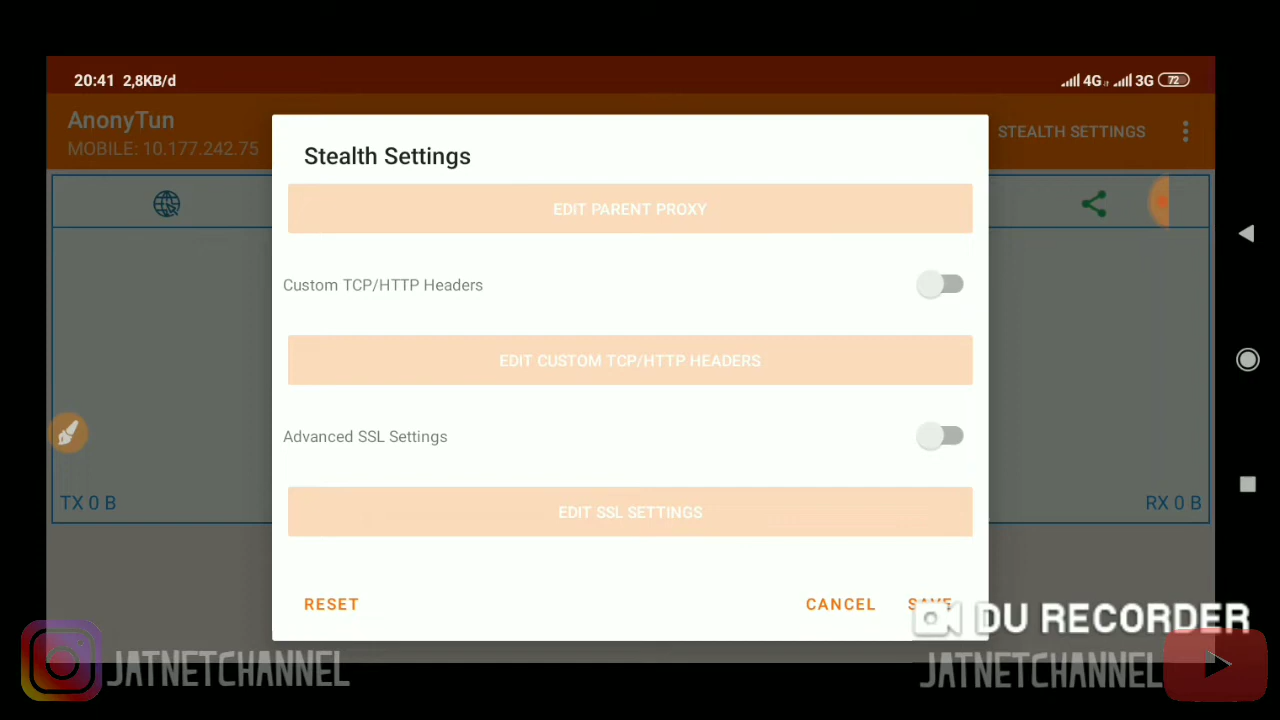 20:41 2,8KB/d
4G 3G 72
AnonyTun
MOBILE: 10.177.242.75
STEALTH SETTINGS
Stealth Settings
EDIT PARENT PROXY
Custom TCP/HTTP Headers
EDIT CUSTOM TCP/HTTP HEADERS
Advanced SSL Settings
TX 0 B
RX 0 B
EDIT SSL SETTINGS
RESET
CANCEL
SAVE
DU RECORDER
JATNETCHANNEL
JATNETCHANNEL